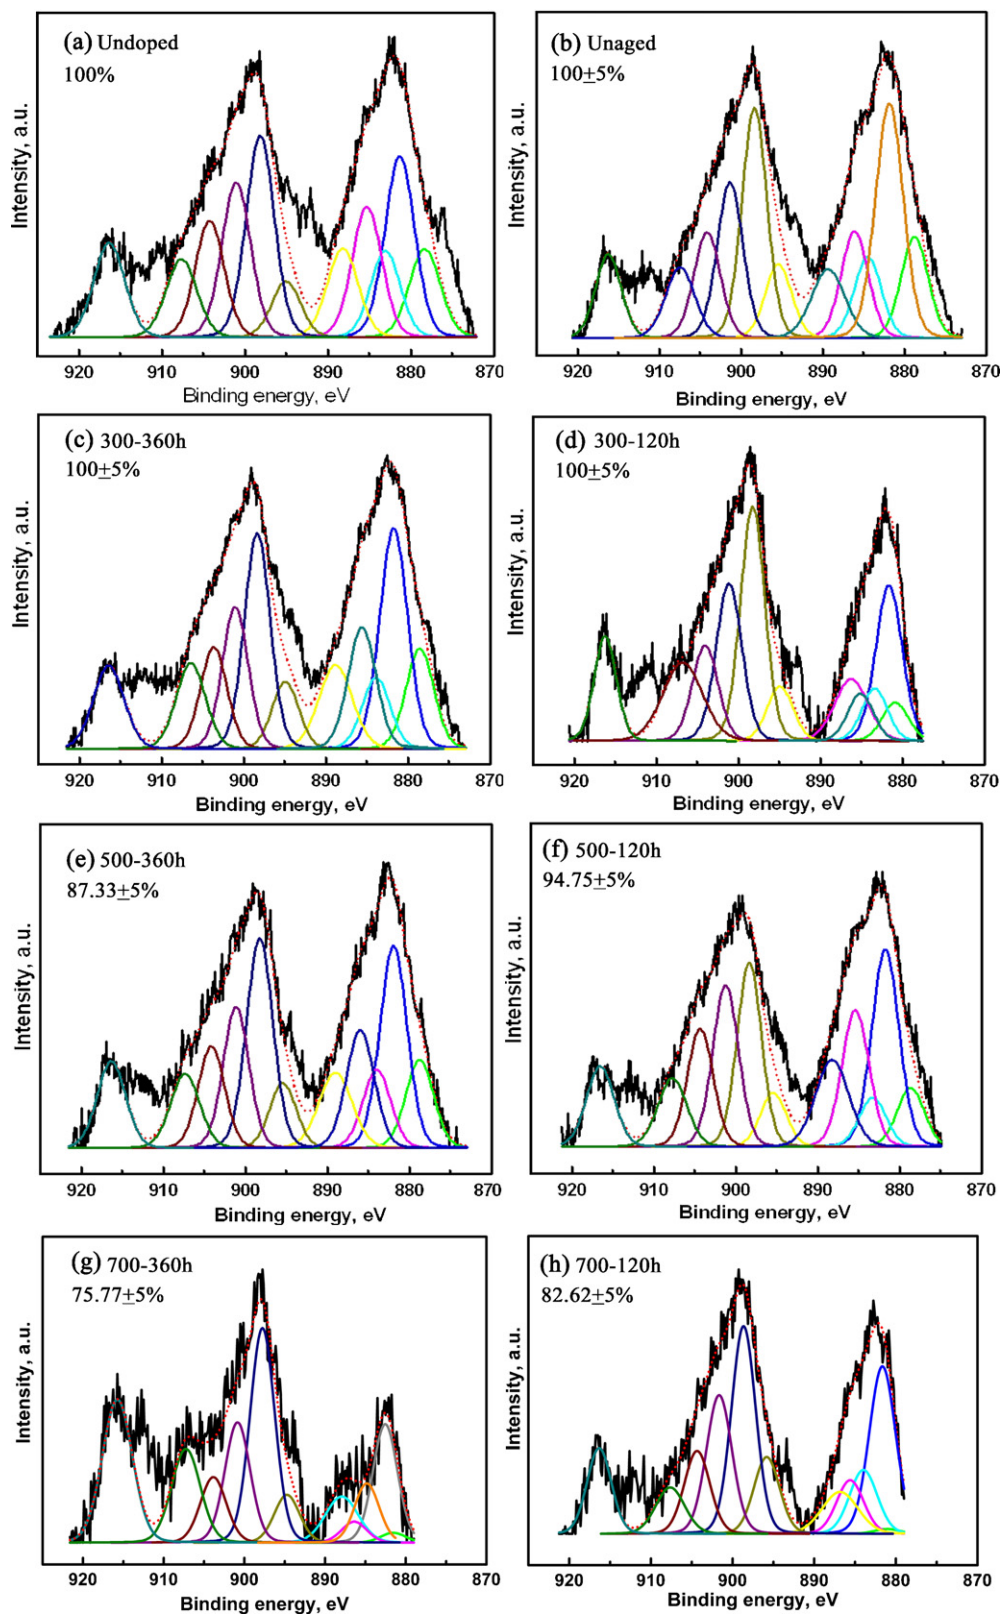 (a) Undoped
100%
Intensity, a.u.
920 910 900 890 880 870
Binding energy, eV
(b) Unaged
100±5%
Intensity, a.u.
920 910 900 890 880 870
Binding energy, eV
(c) 300-360h
100±5%
Intensity, a.u.
920 910 900 890 880 870
Binding energy, eV
(d) 300-120h
100±5%
Intensity, a.u.
920 910 900 890 880 870
Binding energy, eV
(e) 500-360h
87.33±5%
Intensity, a.u.
920 910 900 890 880 870
Binding energy, eV
(f) 500-120h
94.75±5%
Intensity, a.u.
920 910 900 890 880 870
Binding energy, eV
(g) 700-360h
75.77±5%
Intensity, a.u.
920 910 900 890 880 870
Binding energy, eV
(h) 700-120h
82.62±5%
Intensity, a.u.
920 910 900 890 880 870
Binding energy, eV